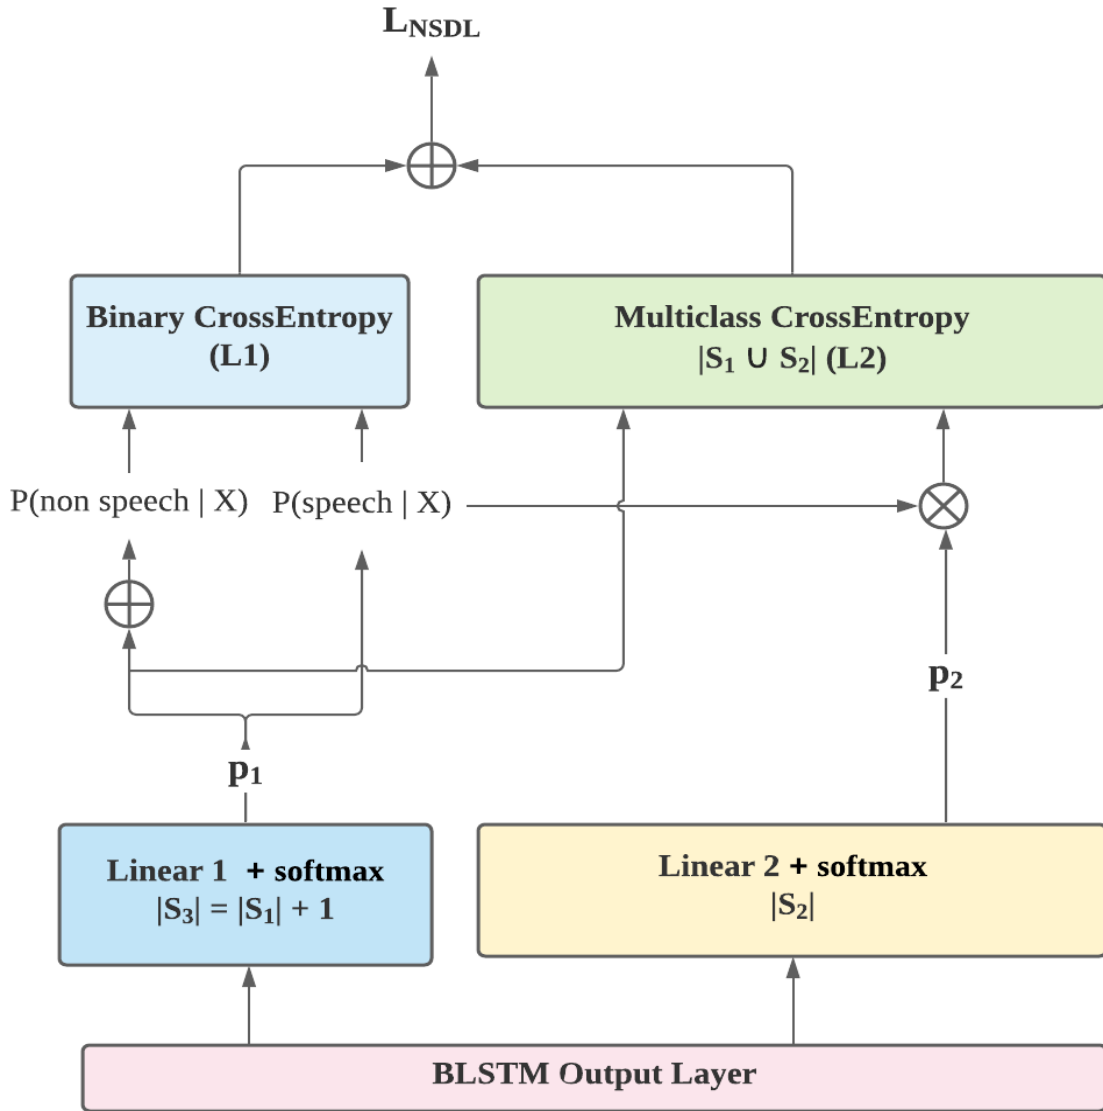 L_NSDL
Binary CrossEntropy
(L1)
Multiclass CrossEntropy
|S₁ ∪ S₂| (L2)
P(non speech | X)
P(speech | X)
p₂
p₁
Linear 1 + softmax
|S₃| = |S₁| + 1
Linear 2 + softmax
|S₂|
BLSTM Output Layer